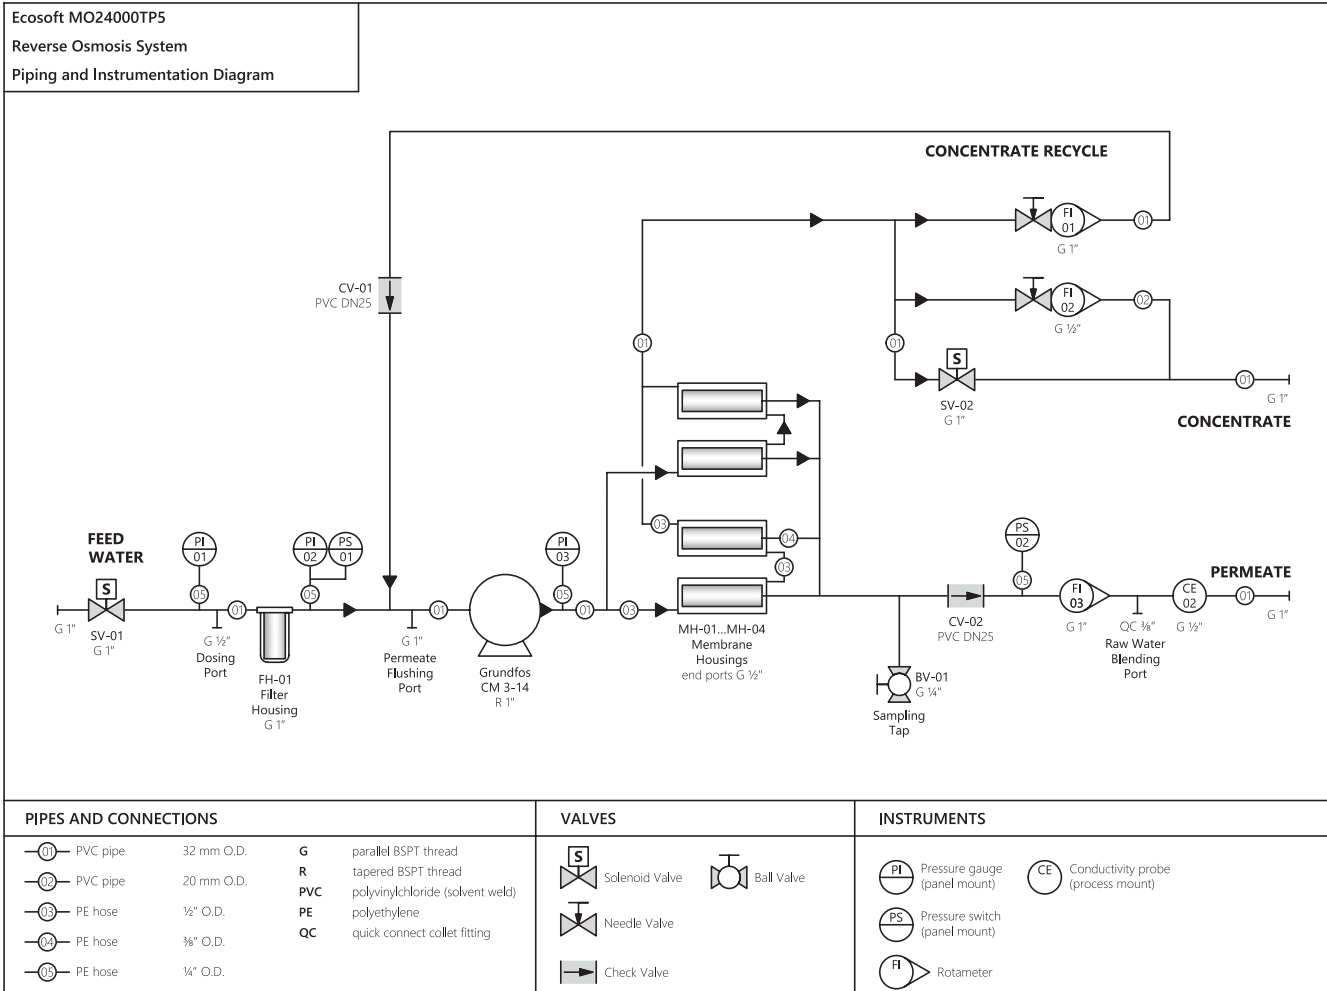 Ecosoft MO24000TP5
Reverse Osmosis System
Piping and Instrumentation Diagram
CONCENTRATE RECYCLE
FI
01
01
G 1"
CV-01
PVC DN25
FI
02
02
G ½"
01
01
S
SV-02
G 1"
01
G 1"
CONCENTRATE
FEED
WATER
PI
01
PI
02
PS
01
PI
03
03
04
03
PS
02
PERMEATE
S
05
05
05
05
G 1"
SV-01
G 1"
01
01
01
03
CV-02
PVC DN25
FI
03
CE
02
01
G 1"
G ½"
Dosing
Port
FH-01
Filter
Housing
G 1"
G 1"
Permeate
Flushing
Port
Grundfos
CM 3-14
R 1"
MH-01...MH-04
Membrane
Housings
end ports G ½"
BV-01
G ¼"
Sampling
Tap
G 1"
QC ⅜"
Raw Water
Blending
Port
G ½"
PIPES AND CONNECTIONS
01 PVC pipe 32 mm O.D.
02 PVC pipe 20 mm O.D.
03 PE hose ½" O.D.
04 PE hose ⅜" O.D.
05 PE hose ¼" O.D.
G parallel BSPT thread
R tapered BSPT thread
PVC polyvinylchloride (solvent weld)
PE polyethylene
QC quick connect collet fitting
VALVES
S Solenoid Valve
Ball Valve
Needle Valve
Check Valve
INSTRUMENTS
PI Pressure gauge
(panel mount)
CE Conductivity probe
(process mount)
PS Pressure switch
(panel mount)
FI Rotameter